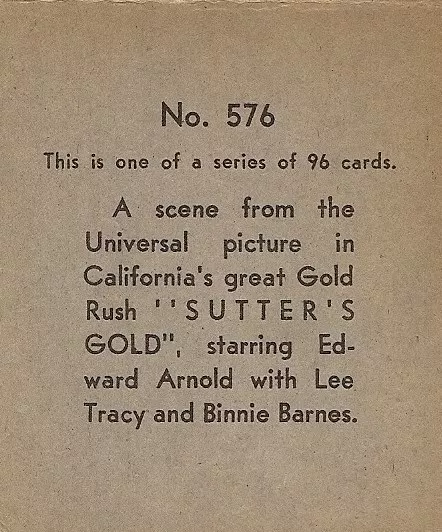 No. 576
This is one of a series of 96 cards.
A scene from the
Universal picture in
California's great Gold
Rush ''SUTTER'S
GOLD", starring Ed-
ward Arnold with Lee
Tracy and Binnie Barnes.